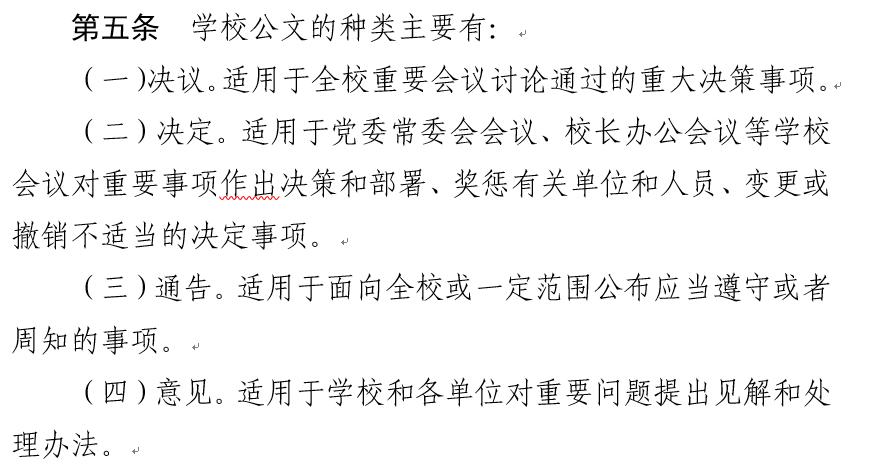 第五条 学校公文的种类主要有：
（一）决议。适用于全校重要会议讨论通过的重大决策事项。
（二）决定。适用于党委常委会会议、校长办公会议等学校
会议对重要事项作出决策和部署、奖惩有关单位和人员、变更或
撤销不适当的决定事项。
（三）通告。适用于面向全校或一定范围公布应当遵守或者
周知的事项。
（四）意见。适用于学校和各单位对重要问题提出见解和处
理办法。